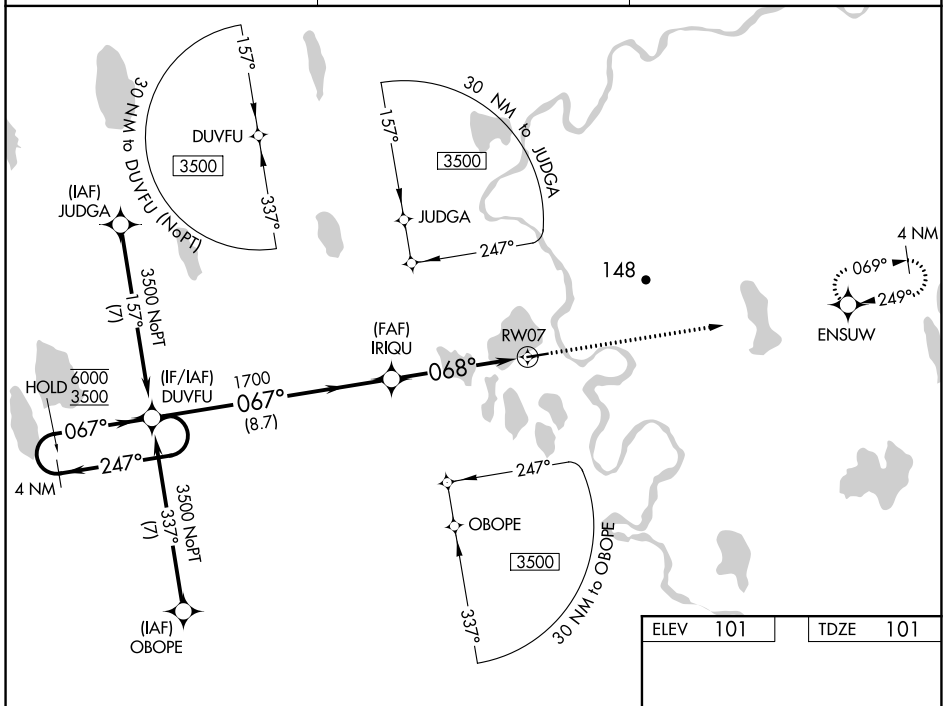 157°
30 NM to DUVFU (NoPT)
DUVFU
3500
337°
30 NM to JUDGA
157°
3500
JUDGA
247°
(IAF)
JUDGA
3500 NoPT
157°
(7)
148
4 NM
069°
249°
ENSUW
RW07
(FAF)
IRIQU
068°
HOLD 6000
3500
(IF/IAF)
DUVFU
1700
067°
(8.7)
067°
247°
4 NM
3500 NoPT
337°
(7)
(IAF)
OBOPE
247°
OBOPE
3500
337°
30 NM to OBOPE
ELEV 101
TDZE 101